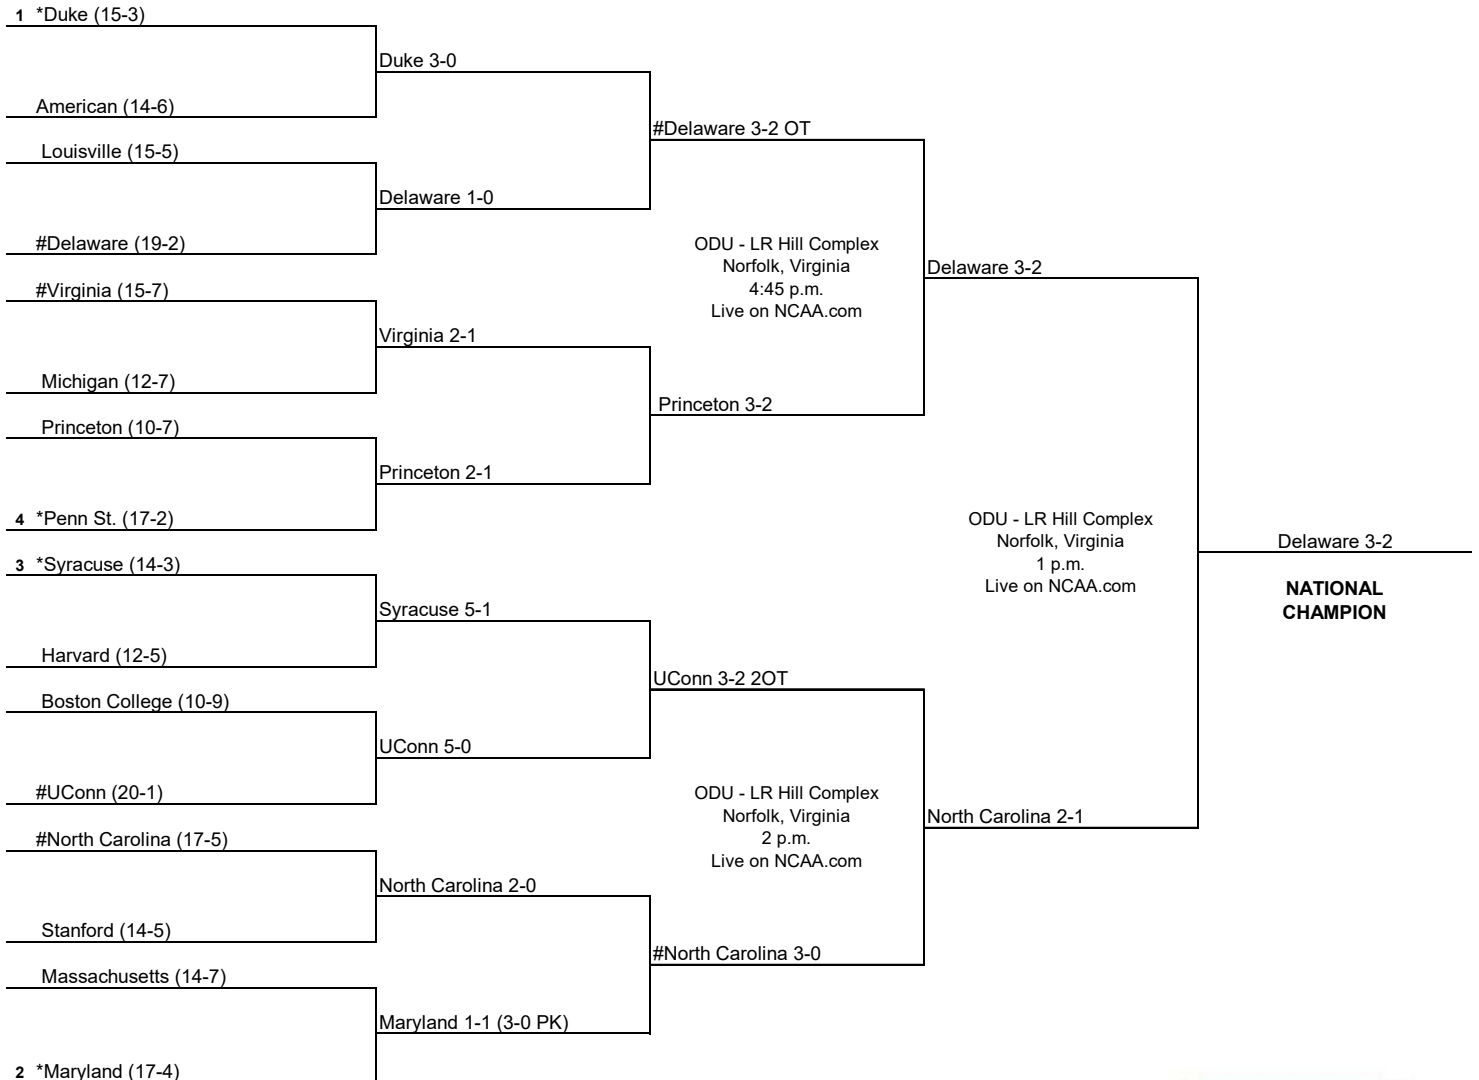 1 *Duke (15-3)
American (14-6)
Louisville (15-5)
#Delaware (19-2)
#Virginia (15-7)
Michigan (12-7)
Princeton (10-7)
4 *Penn St. (17-2)
3 *Syracuse (14-3)
Harvard (12-5)
Boston College (10-9)
#UConn (20-1)
#North Carolina (17-5)
Stanford (14-5)
Massachusetts (14-7)
2 *Maryland (17-4)
Duke 3-0
Delaware 1-0
Virginia 2-1
Princeton 2-1
Syracuse 5-1
UConn 5-0
North Carolina 2-0
Maryland 1-1 (3-0 PK)
#Delaware 3-2 OT
ODU - LR Hill Complex
Norfolk, Virginia
4:45 p.m.
Live on NCAA.com
Princeton 3-2
UConn 3-2 2OT
ODU - LR Hill Complex
Norfolk, Virginia
2 p.m.
Live on NCAA.com
#North Carolina 3-0
Delaware 3-2
ODU - LR Hill Complex
Norfolk, Virginia
1 p.m.
Live on NCAA.com
North Carolina 2-1
Delaware 3-2
NATIONAL
CHAMPION